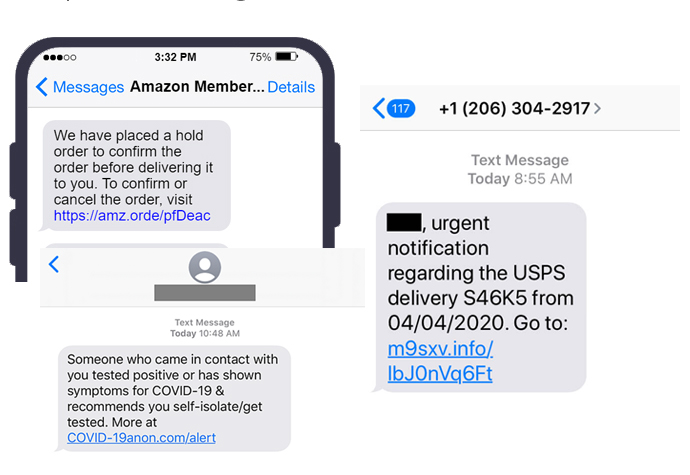 3:32 PM
75%
Messages
Amazon Member...
Details
We have placed a hold
order to confirm the
order before delivering it
to you. To confirm or
cancel the order, visit
https://amz.orde/pfDeac
Text Message
Today 10:48 AM
Someone who came in contact with
you tested positive or has shown
symptoms for COVID-19 &
recommends you self-isolate/get
tested. More at
COVID-19anon.com/alert
117
+1 (206) 304-2917
Text Message
Today 8:55 AM
, urgent
notification
regarding the USPS
delivery S46K5 from
04/04/2020. Go to:
m9sxv.info/
lbJ0nVq6Ft